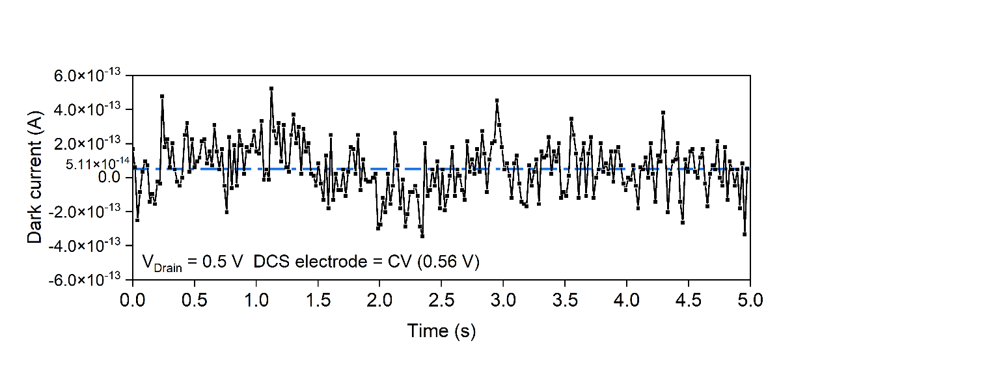 6.0×10⁻¹³
4.0×10⁻¹³
2.0×10⁻¹³
5.11×10⁻¹⁴
0.0
-2.0×10⁻¹³
-4.0×10⁻¹³
-6.0×10⁻¹³
Dark current (A)
V_Drain = 0.5 V DCS electrode = CV (0.56 V)
0.0 0.5 1.0 1.5 2.0 2.5 3.0 3.5 4.0 4.5 5.0
Time (s)